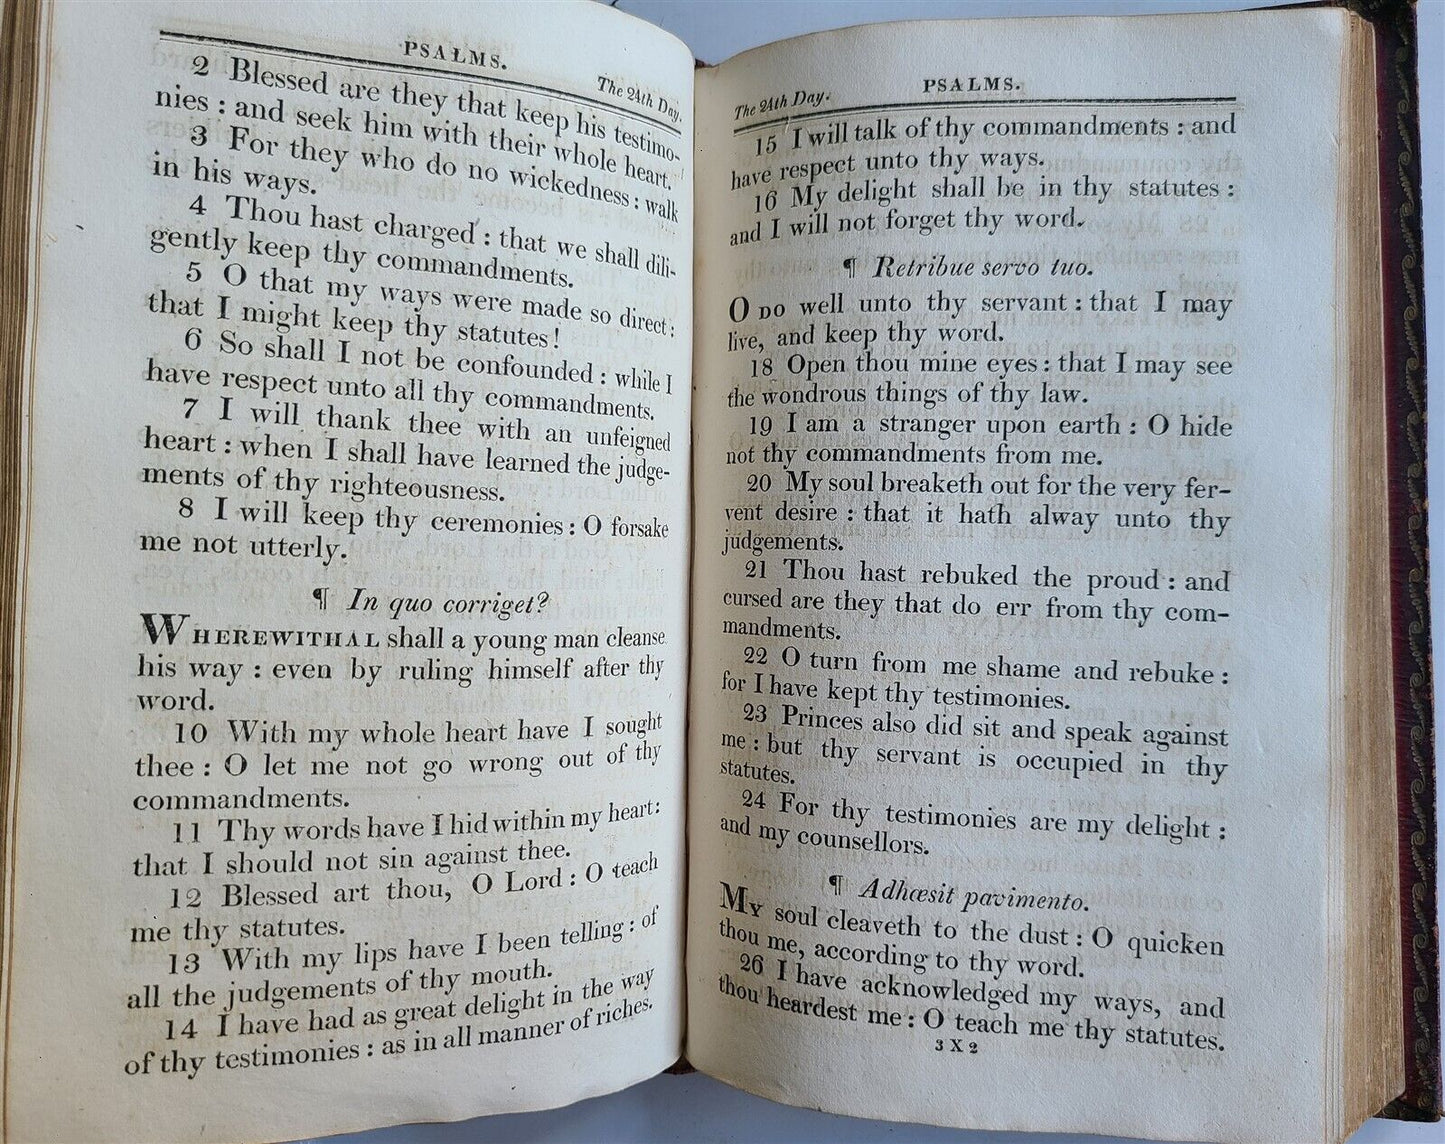 PSALMS.
The 24th Day.
2 Blessed are they that keep his testimo-
nies : and seek him with their whole heart.
3 For they who do no wickedness : walk
in his ways.
4 Thou hast charged : that we shall dili-
gently keep thy commandments.
5 O that my ways were made so direct :
that I might keep thy statutes!
6 So shall I not be confounded : while I
have respect unto all thy commandments.
7 I will thank thee with an unfeigned
heart : when I shall have learned the judge-
ments of thy righteousness.
8 I will keep thy ceremonies : O forsake
me not utterly.
¶ In quo corriget?
WHEREWITHAL shall a young man cleanse
his way : even by ruling himself after thy
word.
10 With my whole heart have I sought
thee : O let me not go wrong out of thy
commandments.
11 Thy words have I hid within my heart :
that I should not sin against thee.
12 Blessed art thou, O Lord : O teach
me thy statutes.
13 With my lips have I been telling : of
all the judgements of thy mouth.
14 I have had as great delight in the way
of thy testimonies : as in all manner of riches.
The 24th Day.
PSALMS.
15 I will talk of thy commandments : and
have respect unto thy ways.
16 My delight shall be in thy statutes :
and I will not forget thy word.
¶ Retribue servo tuo.
O DO well unto thy servant : that I may
live, and keep thy word.
18 Open thou mine eyes : that I may see
the wondrous things of thy law.
19 I am a stranger upon earth : O hide
not thy commandments from me.
20 My soul breaketh out for the very fer-
vent desire : that it hath alway unto thy
judgements.
21 Thou hast rebuked the proud : and
cursed are they that do err from thy com-
mandments.
22 O turn from me shame and rebuke :
for I have kept thy testimonies.
23 Princes also did sit and speak against
me : but thy servant is occupied in thy
statutes.
24 For thy testimonies are my delight :
and my counsellors.
¶ Adhæsit pavimento.
MY soul cleaveth to the dust : O quicken
thou me, according to thy word.
26 I have acknowledged my ways, and
thou heardest me : O teach me thy statutes.
3 X 2